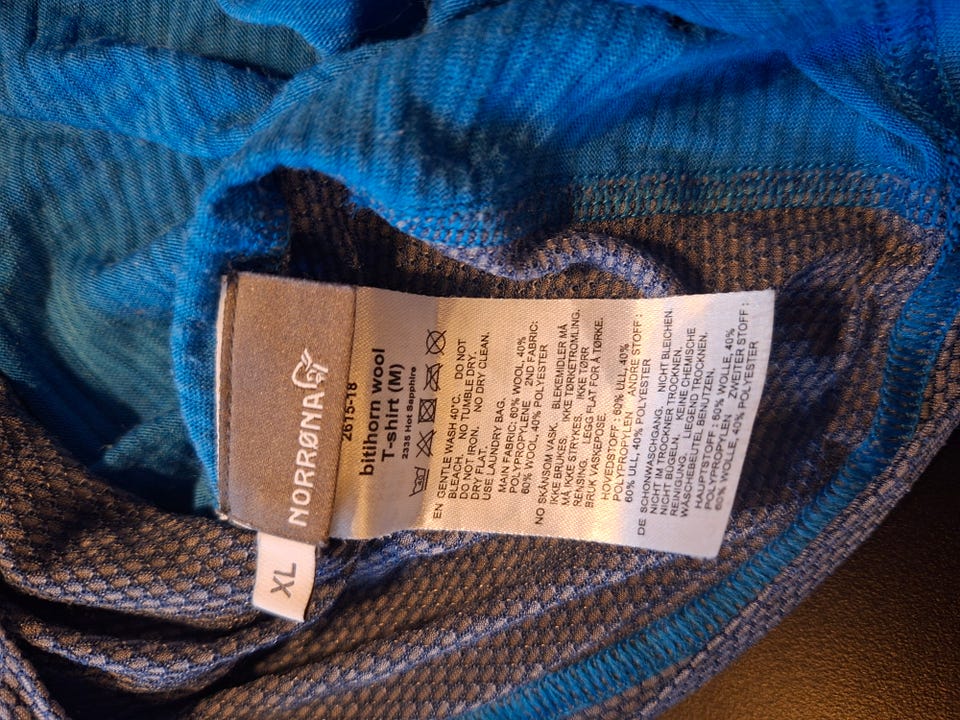 NORRØNA
XL
2615-18
bitihorn wool
T-shirt (M)
2335 Hot Sapphire
EN GENTLE WASH 40°C. DO NOT
BLEACH. NO TUMBLE DRY.
DO NOT IRON. NO DRY CLEAN.
DRY FLAT.
USE LAUNDRY BAG.
MAIN FABRIC: 60% WOOL, 40%
POLYPROPYLENE 2ND FABRIC:
60% WOOL, 40% POLYESTER
NO SKÅNSOM VASK. BLEKEMIDLER MÅ
IKKE BRUKES. IKKE TØRKETROMLING.
MÅ IKKE STRYKES. IKKE TØRR
RENSING. LEGG FLAT FOR Å TØRKE.
BRUK VASKEPOSE.
HOVEDSTOFF: 60% ULL, 40%
POLYPROPYLEN ANDRE STOFF :
60% ULL, 40% POLYESTER
DE SCHONWASCHGANG. NICHT BLEICHEN.
NICHT IM TROCKNER TROCKNEN.
NICHT BÜGELN. KEINE CHEMISCHE
REINIGUNG. LIEGEND TROCKNEN.
WÄSCHEBEUTEL BENUTZEN.
HAUPTSTOFF : 60% WOLLE, 40%
POLYPROPYLEN ZWEITER STOFF :
60% WOLLE, 40% POLYESTER